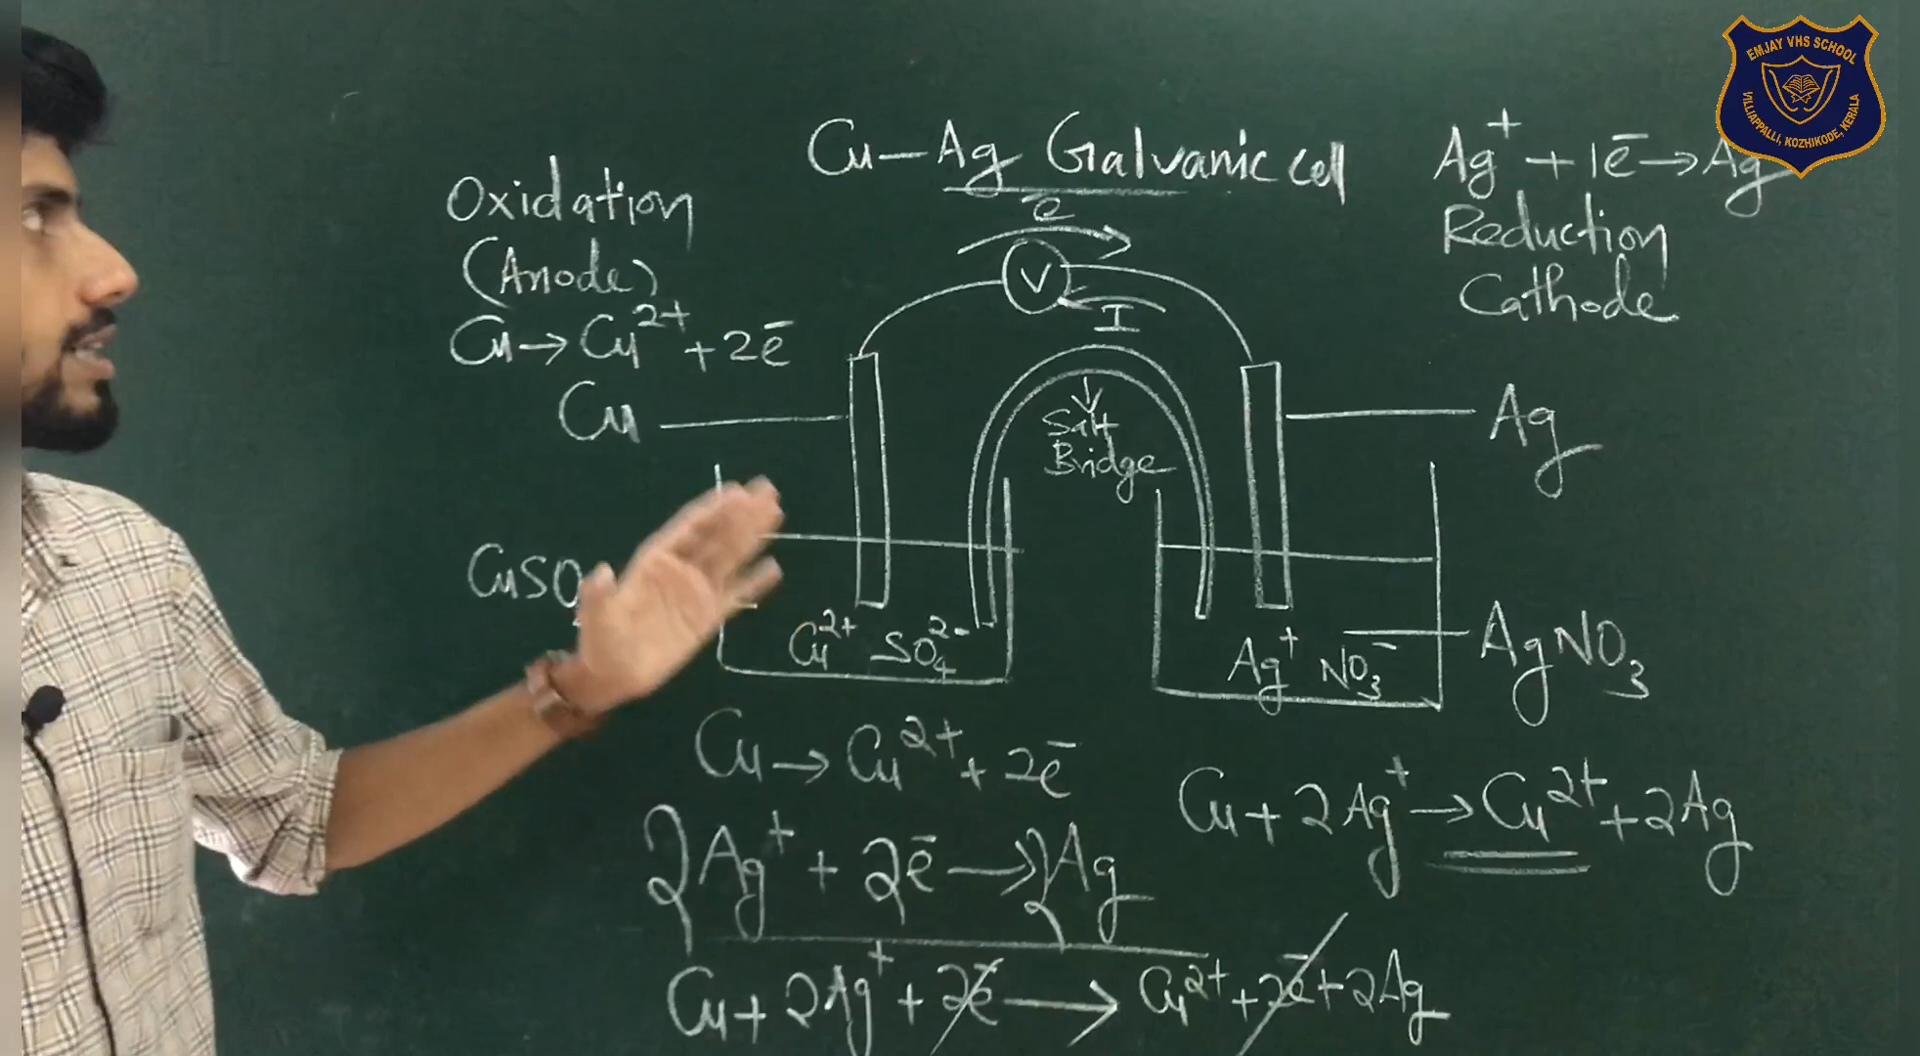 EMJAY VHS SCHOOL
VILLIAPPALLI, KOZHIKODE, KERALA
Cu—Ag Galvanic cell
Oxidation
(Anode)
Cu → Cu²⁺ + 2e⁻
Ag⁺ + 1e⁻ → Ag
Reduction
Cathode
e⁻
V
I
Cu
Salt
Bridge
Ag
CuSO
Cu²⁺ SO₄²⁻
Ag⁺ NO₃⁻
AgNO₃
Cu → Cu²⁺ + 2e⁻
2Ag⁺ + 2e⁻ → 2Ag
Cu + 2Ag⁺ → Cu²⁺ + 2Ag
Cu + 2Ag⁺ + 2e⁻ → Cu²⁺ + 2e⁻ + 2Ag